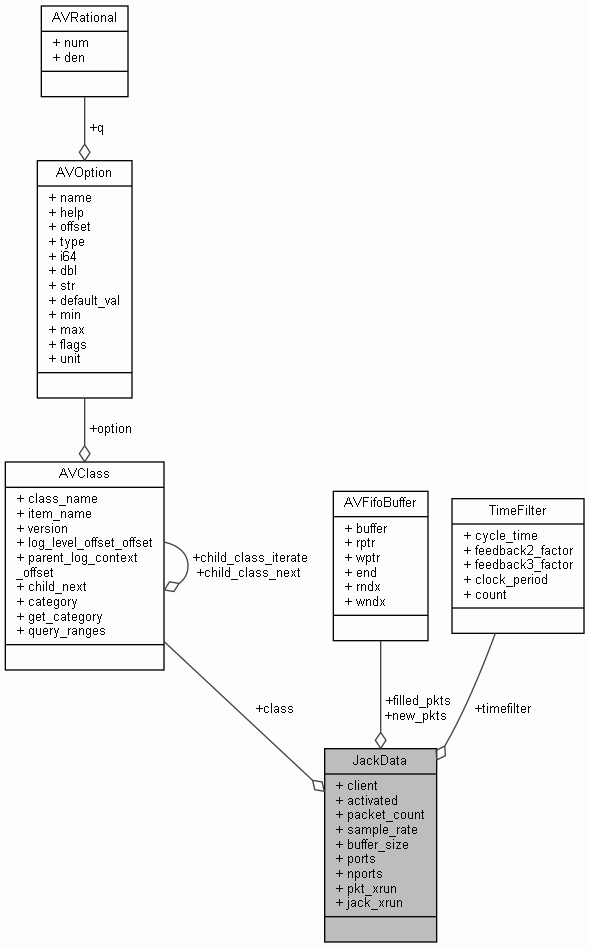 AVRational
+ num
+ den
+q
AVOption
+ name
+ help
+ offset
+ type
+ i64
+ dbl
+ str
+ default_val
+ min
+ max
+ flags
+ unit
+option
AVClass
+ class_name
+ item_name
+ version
+ log_level_offset_offset
+ parent_log_context
_offset
+ child_next
+ category
+ get_category
+ query_ranges
+child_class_iterate
+child_class_next
AVFifoBuffer
+ buffer
+ rptr
+ wptr
+ end
+ rndx
+ wndx
TimeFilter
+ cycle_time
+ feedback2_factor
+ feedback3_factor
+ clock_period
+ count
+class
+filled_pkts
+new_pkts
+timefilter
JackData
+ client
+ activated
+ packet_count
+ sample_rate
+ buffer_size
+ ports
+ nports
+ pkt_xrun
+ jack_xrun